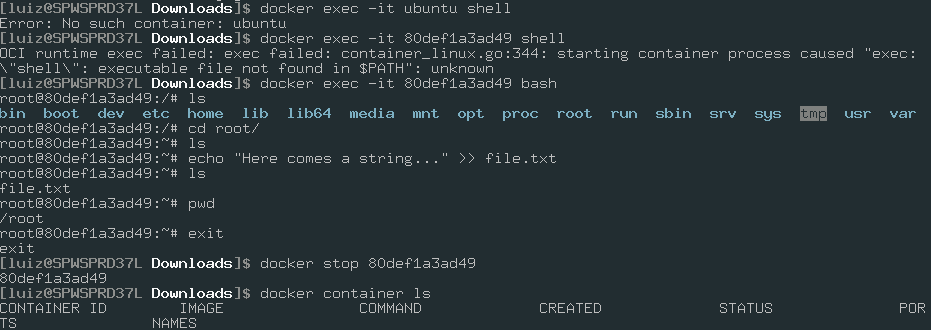 [luiz@SPWSPRD37L Downloads]$ docker exec -it ubuntu shell
Error: No such container: ubuntu
[luiz@SPWSPRD37L Downloads]$ docker exec -it 80def1a3ad49 shell
OCI runtime exec failed: exec failed: container_linux.go:344: starting container process caused "exec:
\"shell\": executable file not found in $PATH": unknown
[luiz@SPWSPRD37L Downloads]$ docker exec -it 80def1a3ad49 bash
root@80def1a3ad49:/# ls
bin boot dev etc home lib lib64 media mnt opt proc root run sbin srv sys tmp usr var
root@80def1a3ad49:/# cd root/
root@80def1a3ad49:~# ls
root@80def1a3ad49:~# echo "Here comes a string..." >> file.txt
root@80def1a3ad49:~# ls
file.txt
root@80def1a3ad49:~# pwd
/root
root@80def1a3ad49:~# exit
exit
[luiz@SPWSPRD37L Downloads]$ docker stop 80def1a3ad49
80def1a3ad49
[luiz@SPWSPRD37L Downloads]$ docker container ls
CONTAINER ID IMAGE COMMAND CREATED STATUS POR
TS NAMES